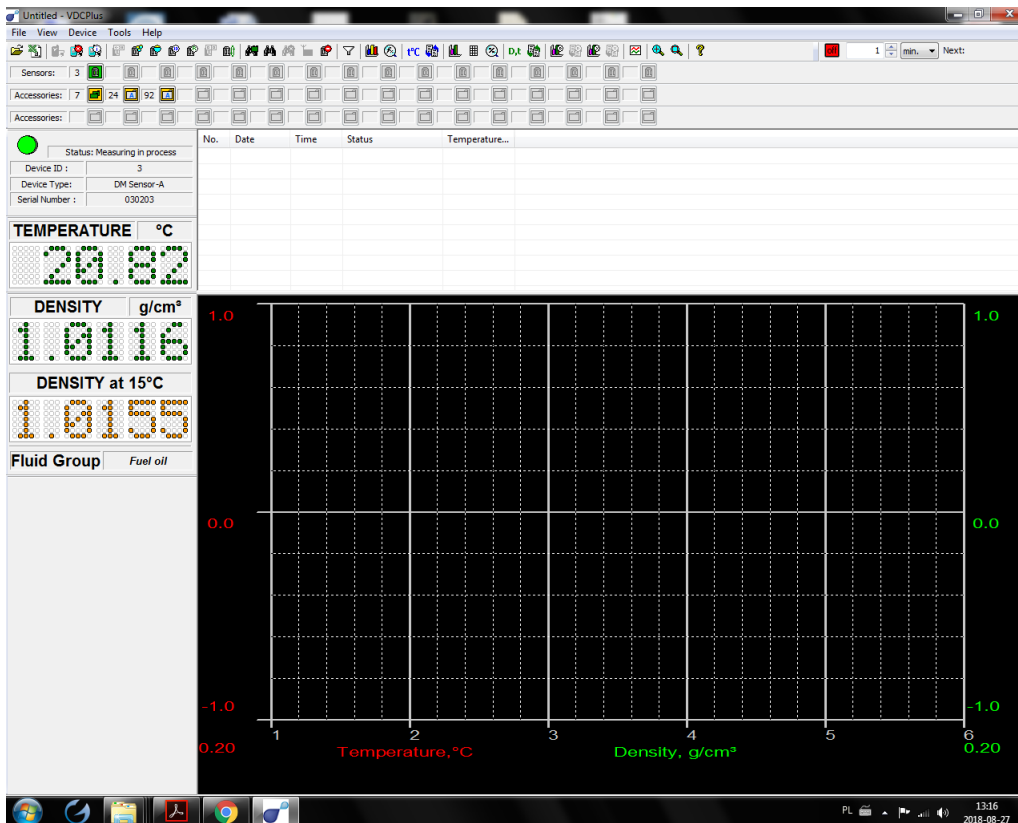 Untitled - VDCPlus
File View Device Tools Help
t°C D,t off 1 min. Next:
Sensors: 3
Accessories: 7 24 92
Accessories:
No. Date Time Status Temperature...
Status: Measuring in process
Device ID : 3
Device Type: DM Sensor-A
Serial Number : 030203
TEMPERATURE °C
20.82
DENSITY g/cm³
1.0116
DENSITY at 15°C
1.0155
Fluid Group Fuel oil
1.0 1.0
0.0 0.0
-1.0 -1.0
1 2 3 4 5 6
0.20 Temperature,°C Density, g/cm³ 0.20
PL 13:16
2018-08-27